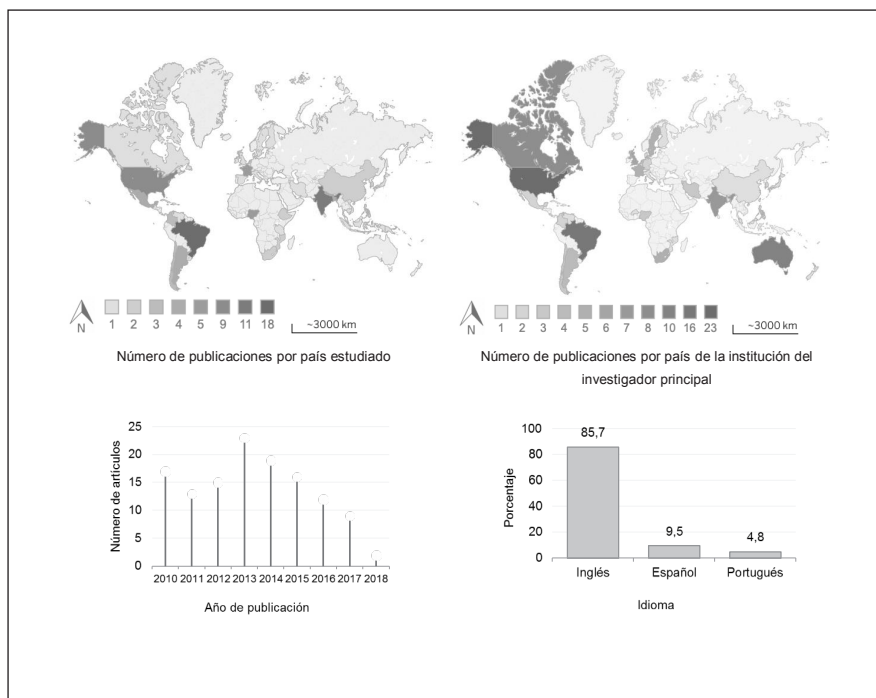 N
1 2 3 4 5 9 11 18
~3000 km
Número de publicaciones por país estudiado
N
1 2 3 4 5 6 7 8 10 16 23
~3000 km
Número de publicaciones por país de la institución del
investigador principal
Número de artículos
25
20
15
10
5
0
2010 2011 2012 2013 2014 2015 2016 2017 2018
Año de publicación
Porcentaje
100
80
60
40
20
0
85,7
9,5
4,8
Inglés Español Portugués
Idioma